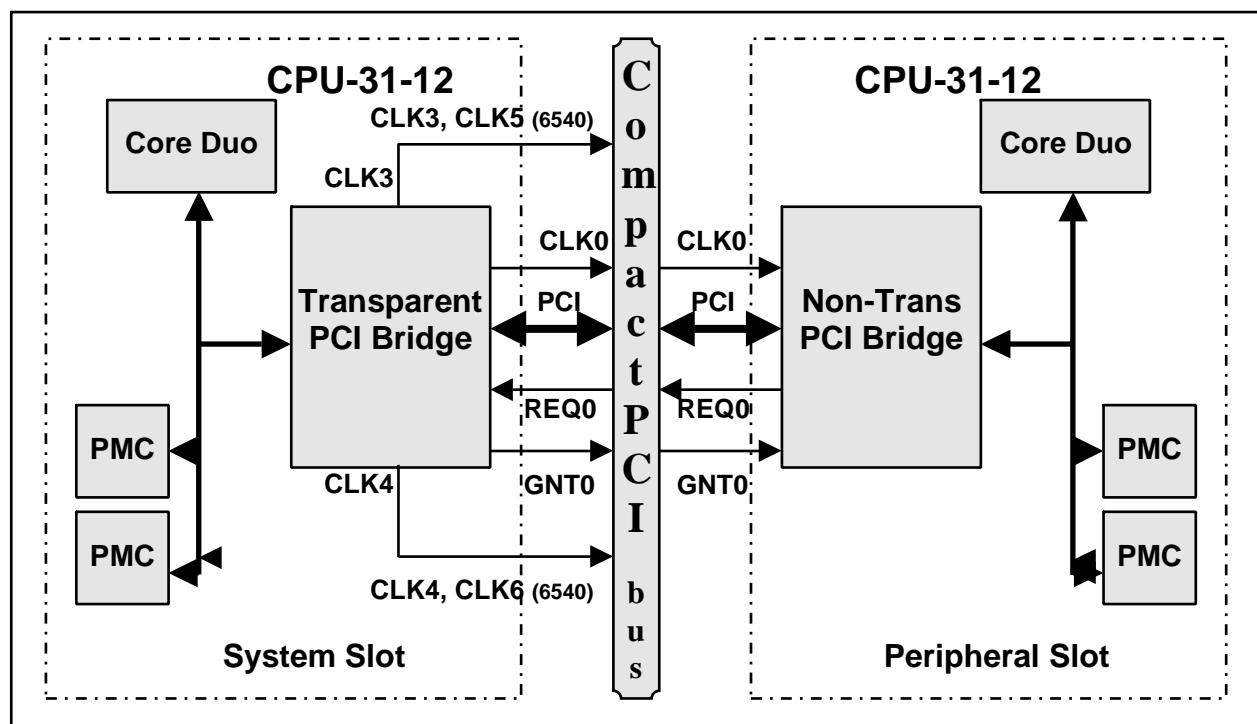 CPU-31-12
Core Duo
CLK3, CLK5 (6540)
CLK3
Transparent
PCI Bridge
CLK0
PCI
REQ0
GNT0
CLK4
CLK4, CLK6 (6540)
PMC
PMC
System Slot
CompactPCI bus
CPU-31-12
Core Duo
CLK0
PCI
REQ0
GNT0
Non-Trans
PCI Bridge
PMC
PMC
Peripheral Slot